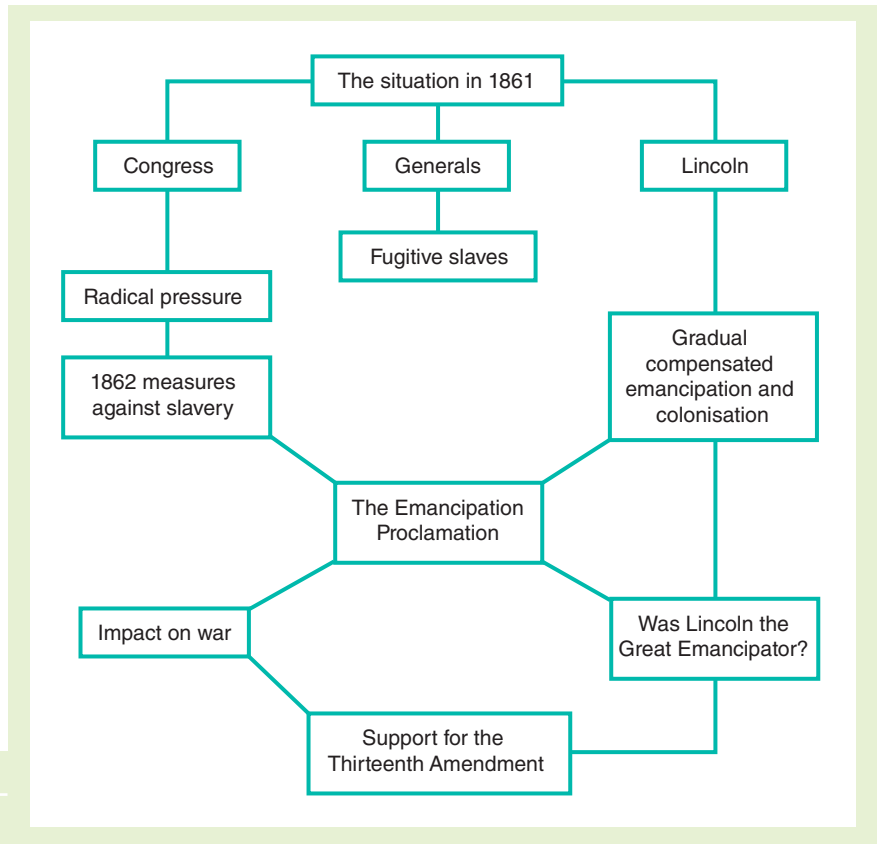 The situation in 1861
Congress
Generals
Lincoln
Fugitive slaves
Radical pressure
Gradual
compensated
emancipation and
colonisation
1862 measures
against slavery
The Emancipation
Proclamation
Impact on war
Was Lincoln the
Great Emancipator?
Support for the
Thirteenth Amendment